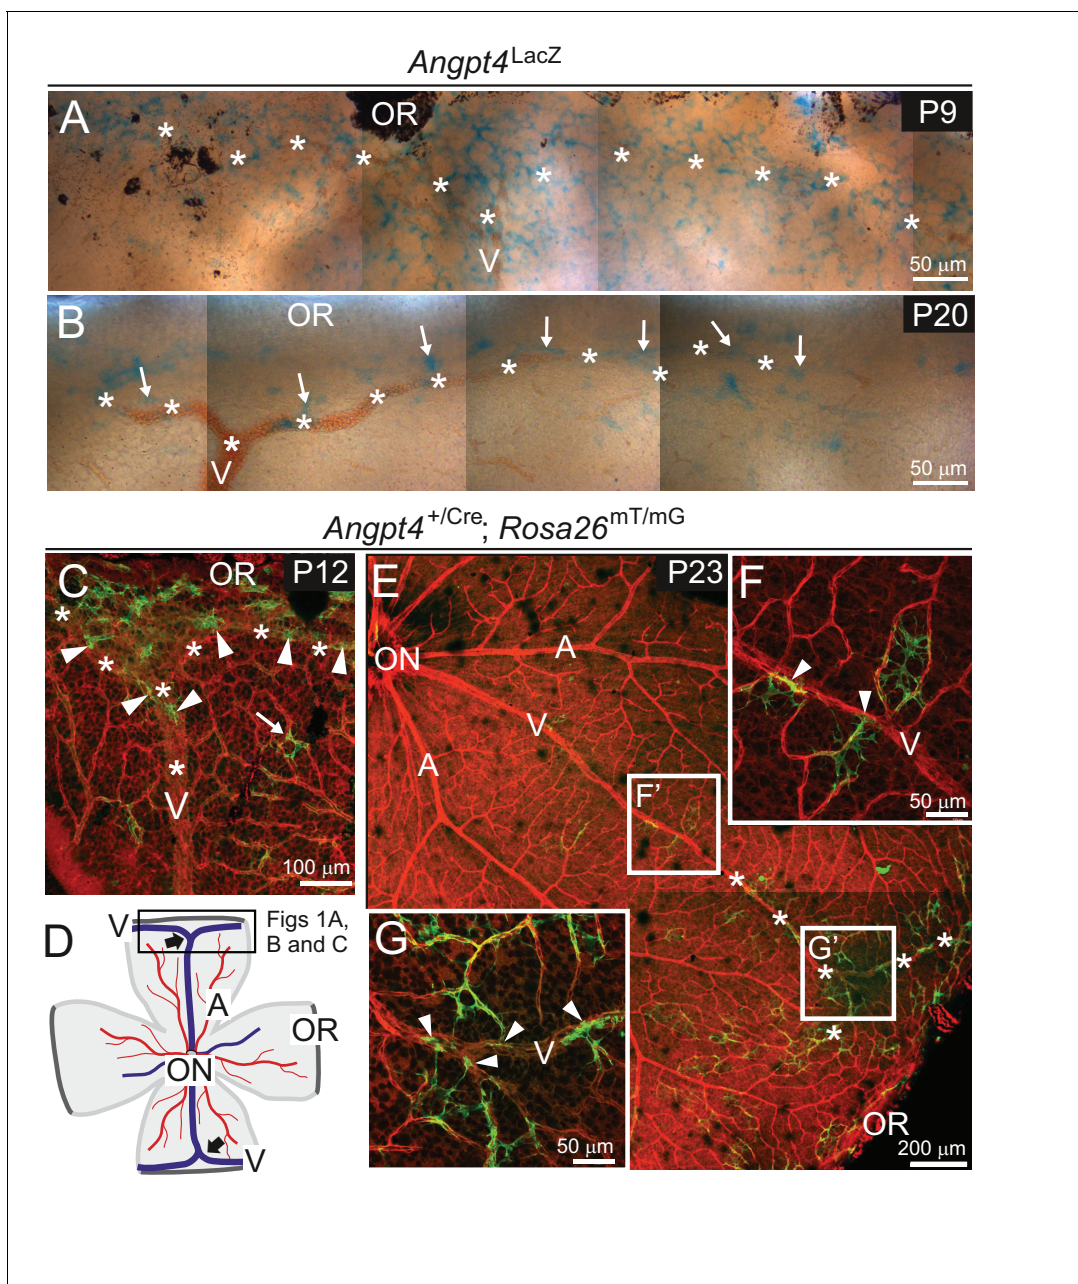 Angpt4LacZ
A
OR
P9
V
50 μm
B
OR
P20
V
50 μm
Angpt4+/Cre; Rosa26mT/mG
C
OR
P12
V
100 μm
E
P23
ON
A
V
A
F'
G'
OR
200 μm
F
V
50 μm
D
V
Figs 1A,
B and C
A
OR
ON
V
G
V
50 μm